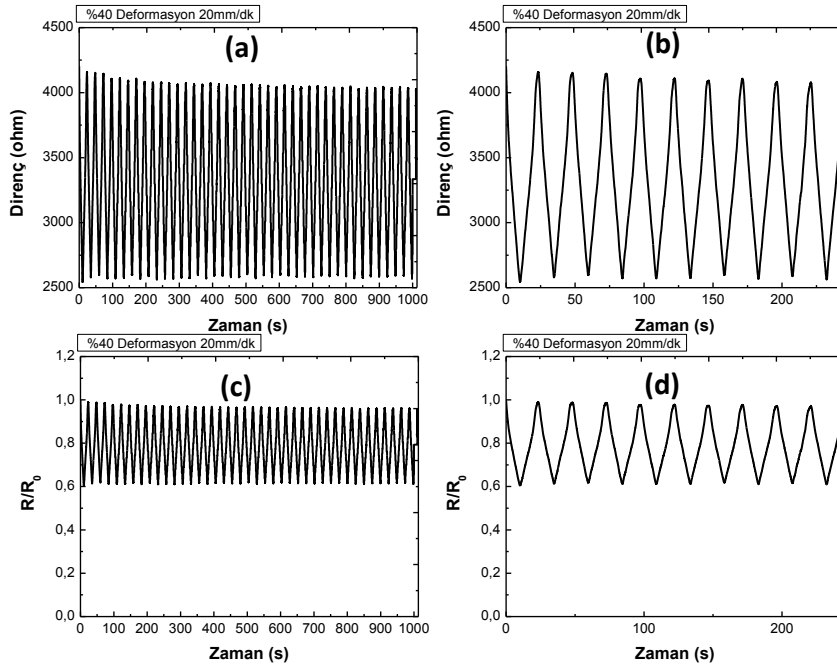 %40 Deformasyon 20mm/dk
(a)
4500
4000
3500
3000
2500
Direnç (ohm)
0 100 200 300 400 500 600 700 800 900 1000
Zaman (s)
%40 Deformasyon 20mm/dk
(b)
4500
4000
3500
3000
2500
Direnç (ohm)
0 50 100 150 200
Zaman (s)
%40 Deformasyon 20mm/dk
(c)
1,2
1,0
0,8
0,6
0,4
0,2
0,0
R/R0
0 100 200 300 400 500 600 700 800 900 1000
Zaman (s)
%40 Deformasyon 20mm/dk
(d)
1,2
1,0
0,8
0,6
0,4
0,2
0,0
R/R0
0 100 200
Zaman (s)